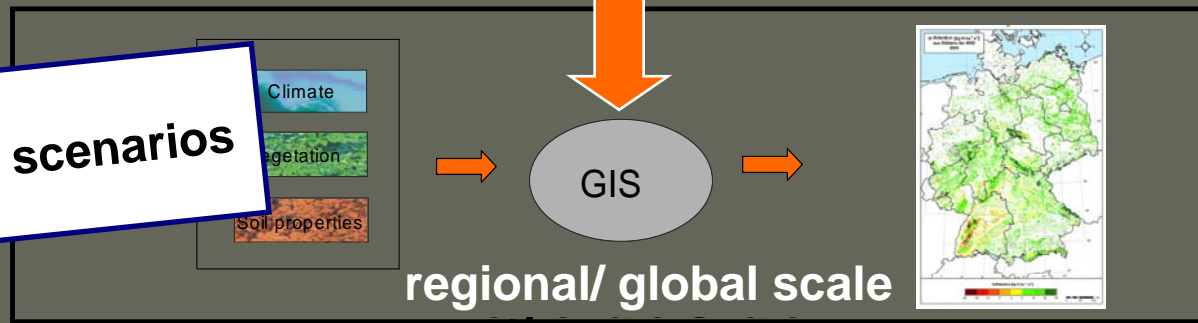 scenarios
Climate
egetation
Soil properties
GIS
regional/ global scale